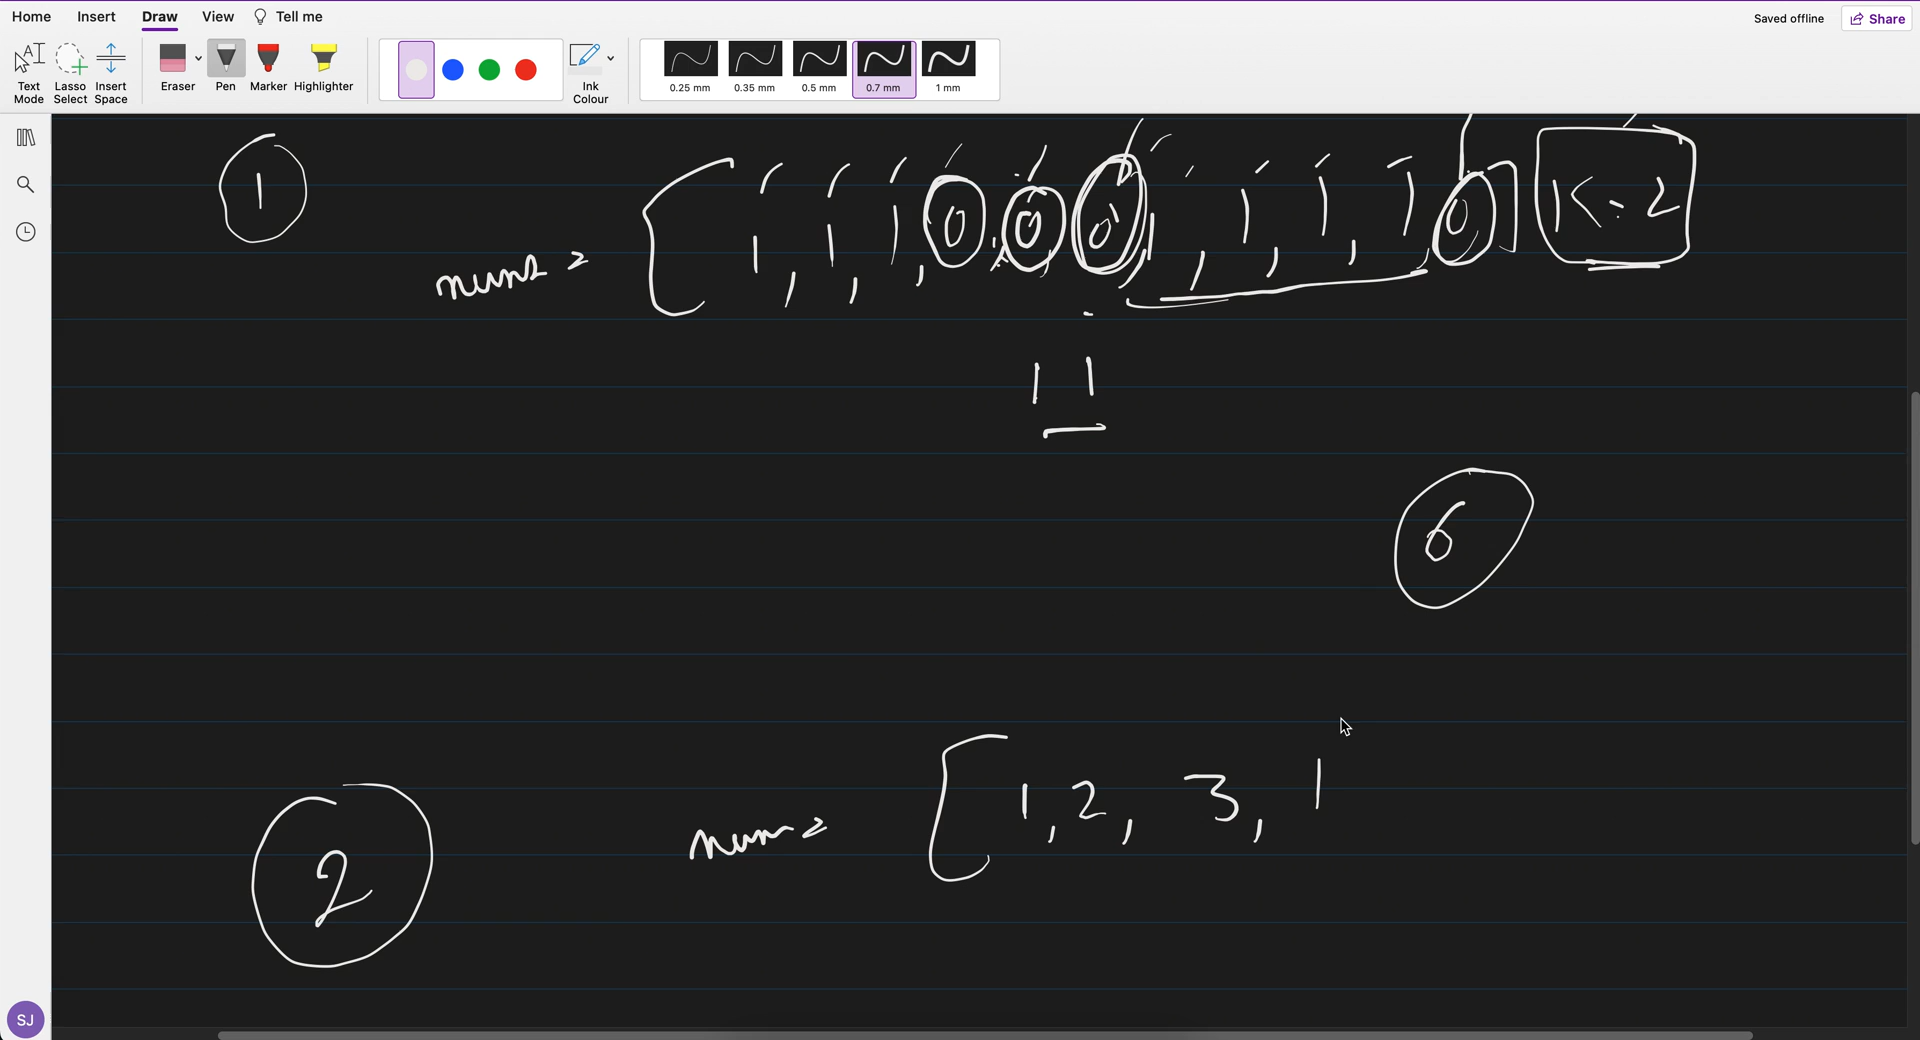 Home Insert Draw View Tell me
Saved offline Share
Text Mode Lasso Select Insert Space Eraser Pen Marker Highlighter Ink Colour 0.25 mm 0.35 mm 0.5 mm 0.7 mm 1 mm
1
nums = [1, 1, 1, 0, 0, 0, 1, 1, 1, 1, 0] K = 2
1 1
6
2
nums = [1, 2, 3, 1
SJ